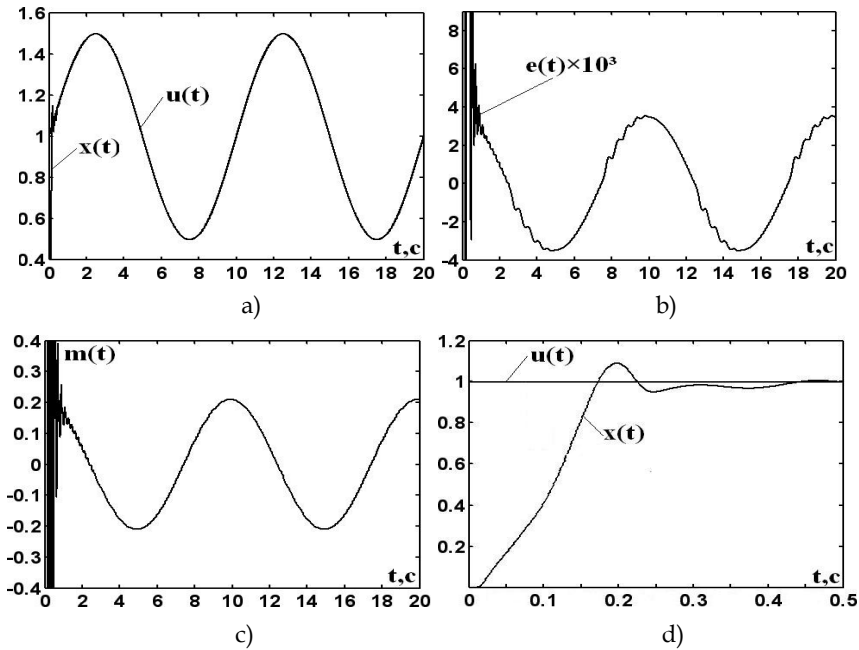 1.6
1.4
1.2
1
0.8
0.6
0.4
u(t)
x(t)
t,c
0 2 4 6 8 10 12 14 16 18 20
a)
8
6
4
2
0
-2
-4
e(t)×10³
t,c
0 2 4 6 8 10 12 14 16 18 20
b)
0.4
0.3
0.2
0.1
0
-0.1
-0.2
-0.3
-0.4
m(t)
t,c
0 2 4 6 8 10 12 14 16 18 20
c)
1.2
1
0.8
0.6
0.4
0.2
u(t)
x(t)
t,c
0 0.1 0.2 0.3 0.4 0.5
d)